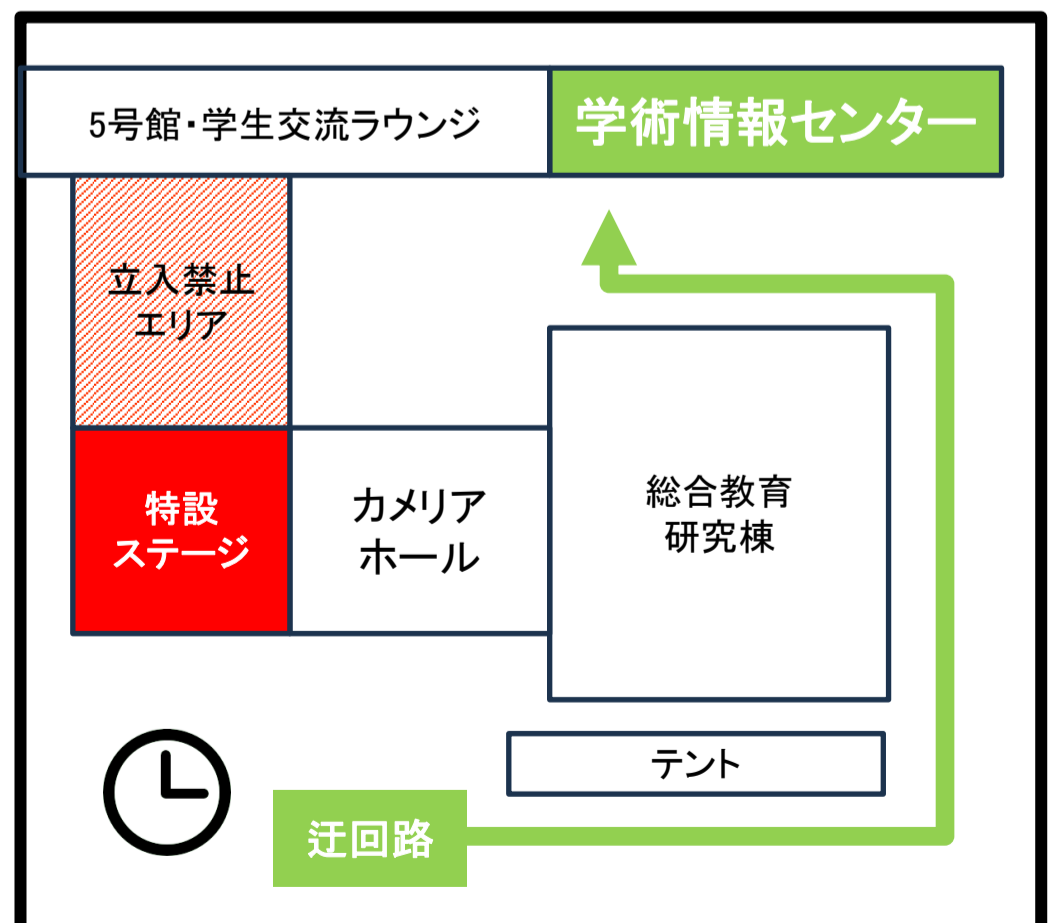 5号館・学生交流ラウンジ
学術情報センター
立入禁止
エリア
特設
ステージ
カメリア
ホール
総合教育
研究棟
テント
迂回路